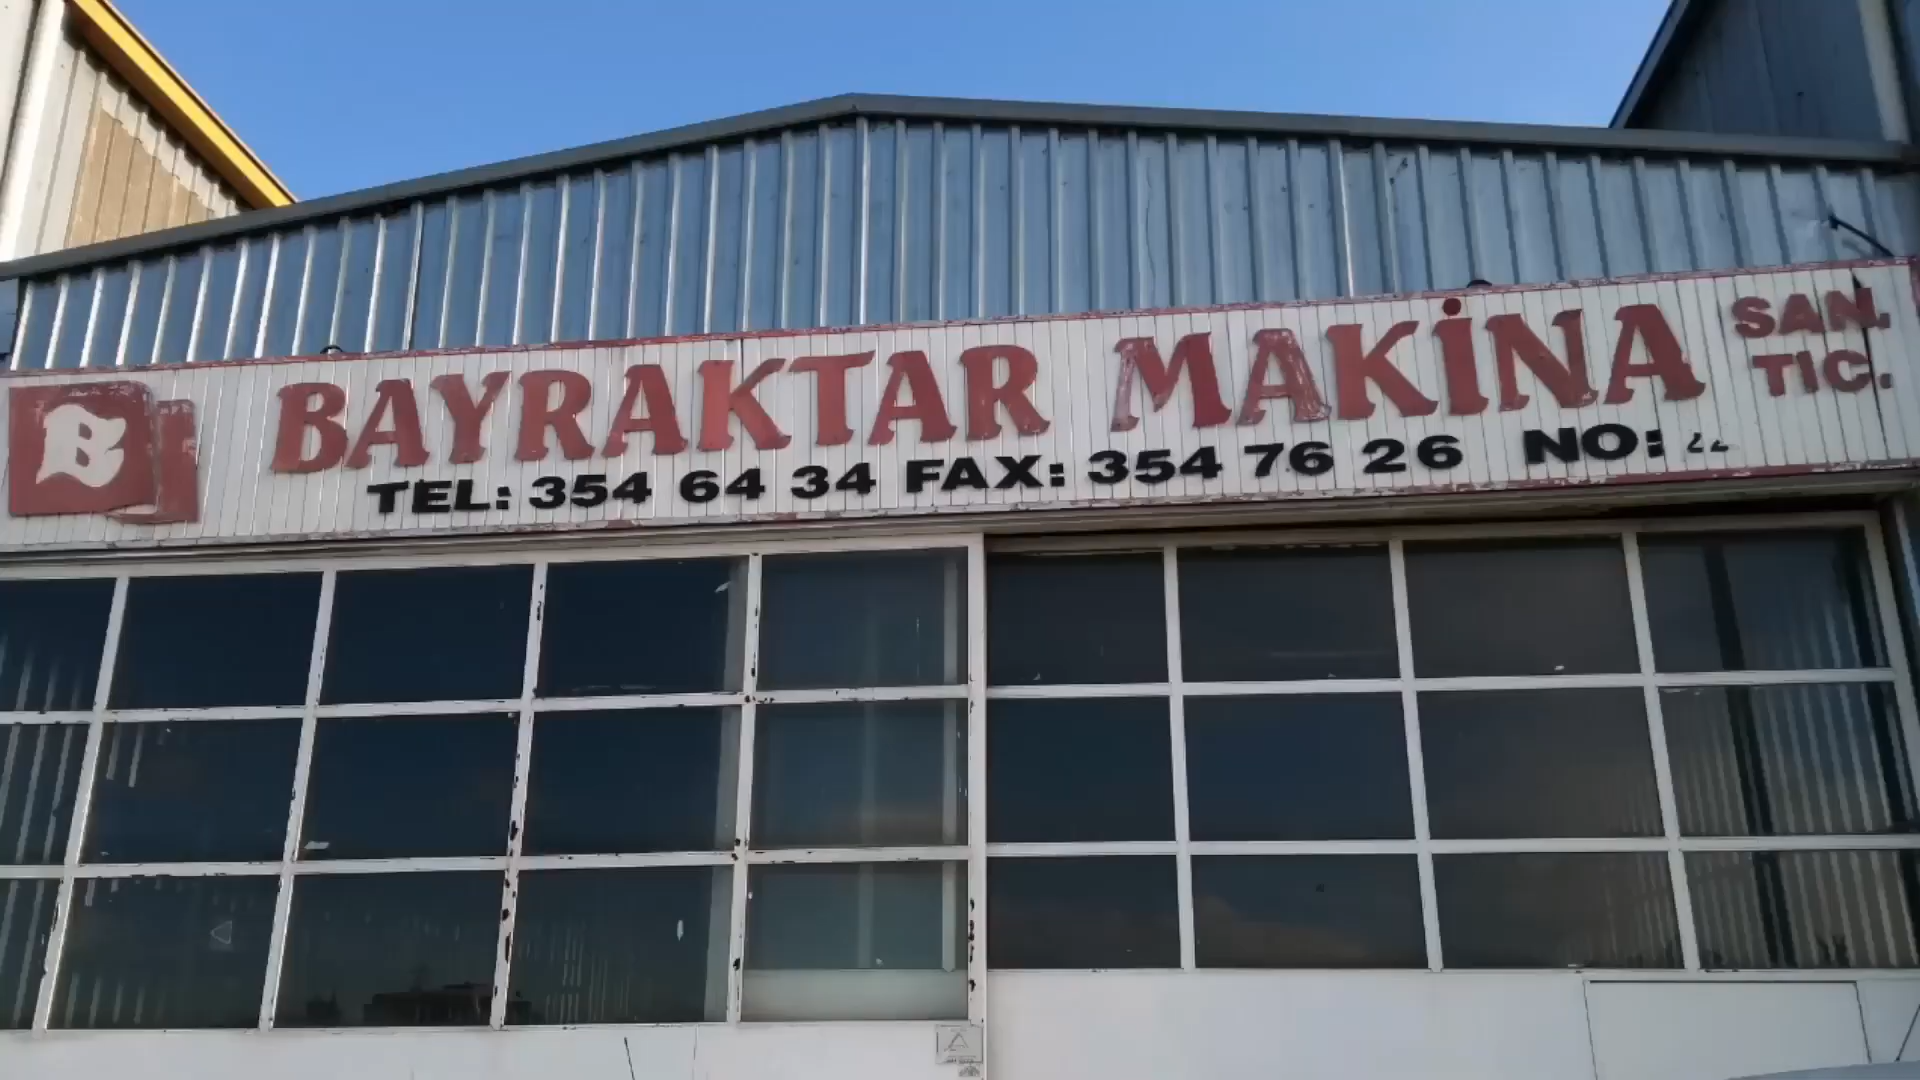 B BAYRAKTAR MAKİNA SAN. TIC.
TEL: 354 64 34 FAX: 354 76 26 NO: